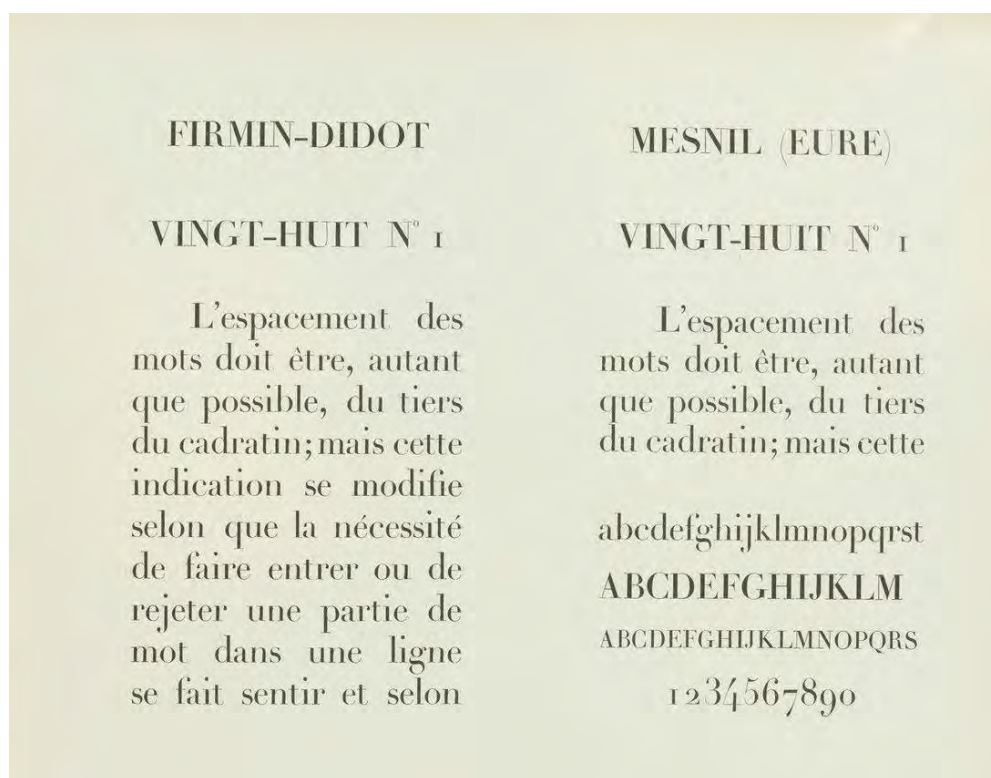 FIRMIN-DIDOT
VINGT-HUIT N° 1
L’espacement des
mots doit être, autant
que possible, du tiers
du cadratin; mais cette
indication se modifie
selon que la nécessité
de faire entrer ou de
rejeter une partie de
mot dans une ligne
se fait sentir et selon
MESNIL (EURE)
VINGT-HUIT N° 1
L’espacement des
mots doit être, autant
que possible, du tiers
du cadratin; mais cette
abcdefghijklmnopqrst
ABCDEFGHIJKLM
ABCDEFGHIJKLMNOPQRS
1234567890